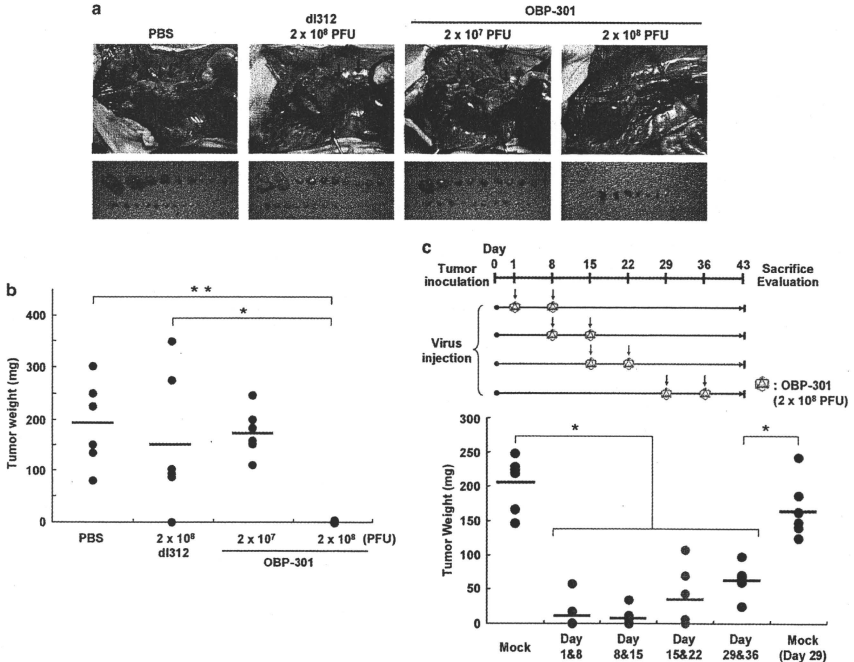 a
OBP-301
PBS
dl312
2 x 10⁸ PFU
2 x 10⁷ PFU
2 x 10⁸ PFU
b
Tumor weight (mg)
400
300
200
100
0
* *
*
PBS
2 x 10⁸
dl312
2 x 10⁷
2 x 10⁸ (PFU)
OBP-301
c
Day
0 1 8 15 22 29 36 43
Tumor
inoculation
Sacrifice
Evaluation
Virus
injection
: OBP-301
(2 x 10⁸ PFU)
Tumor Weight (mg)
300
250
200
150
100
50
0
*
*
Mock
Day
1&8
Day
8&15
Day
15&22
Day
29&36
Mock
(Day 29)